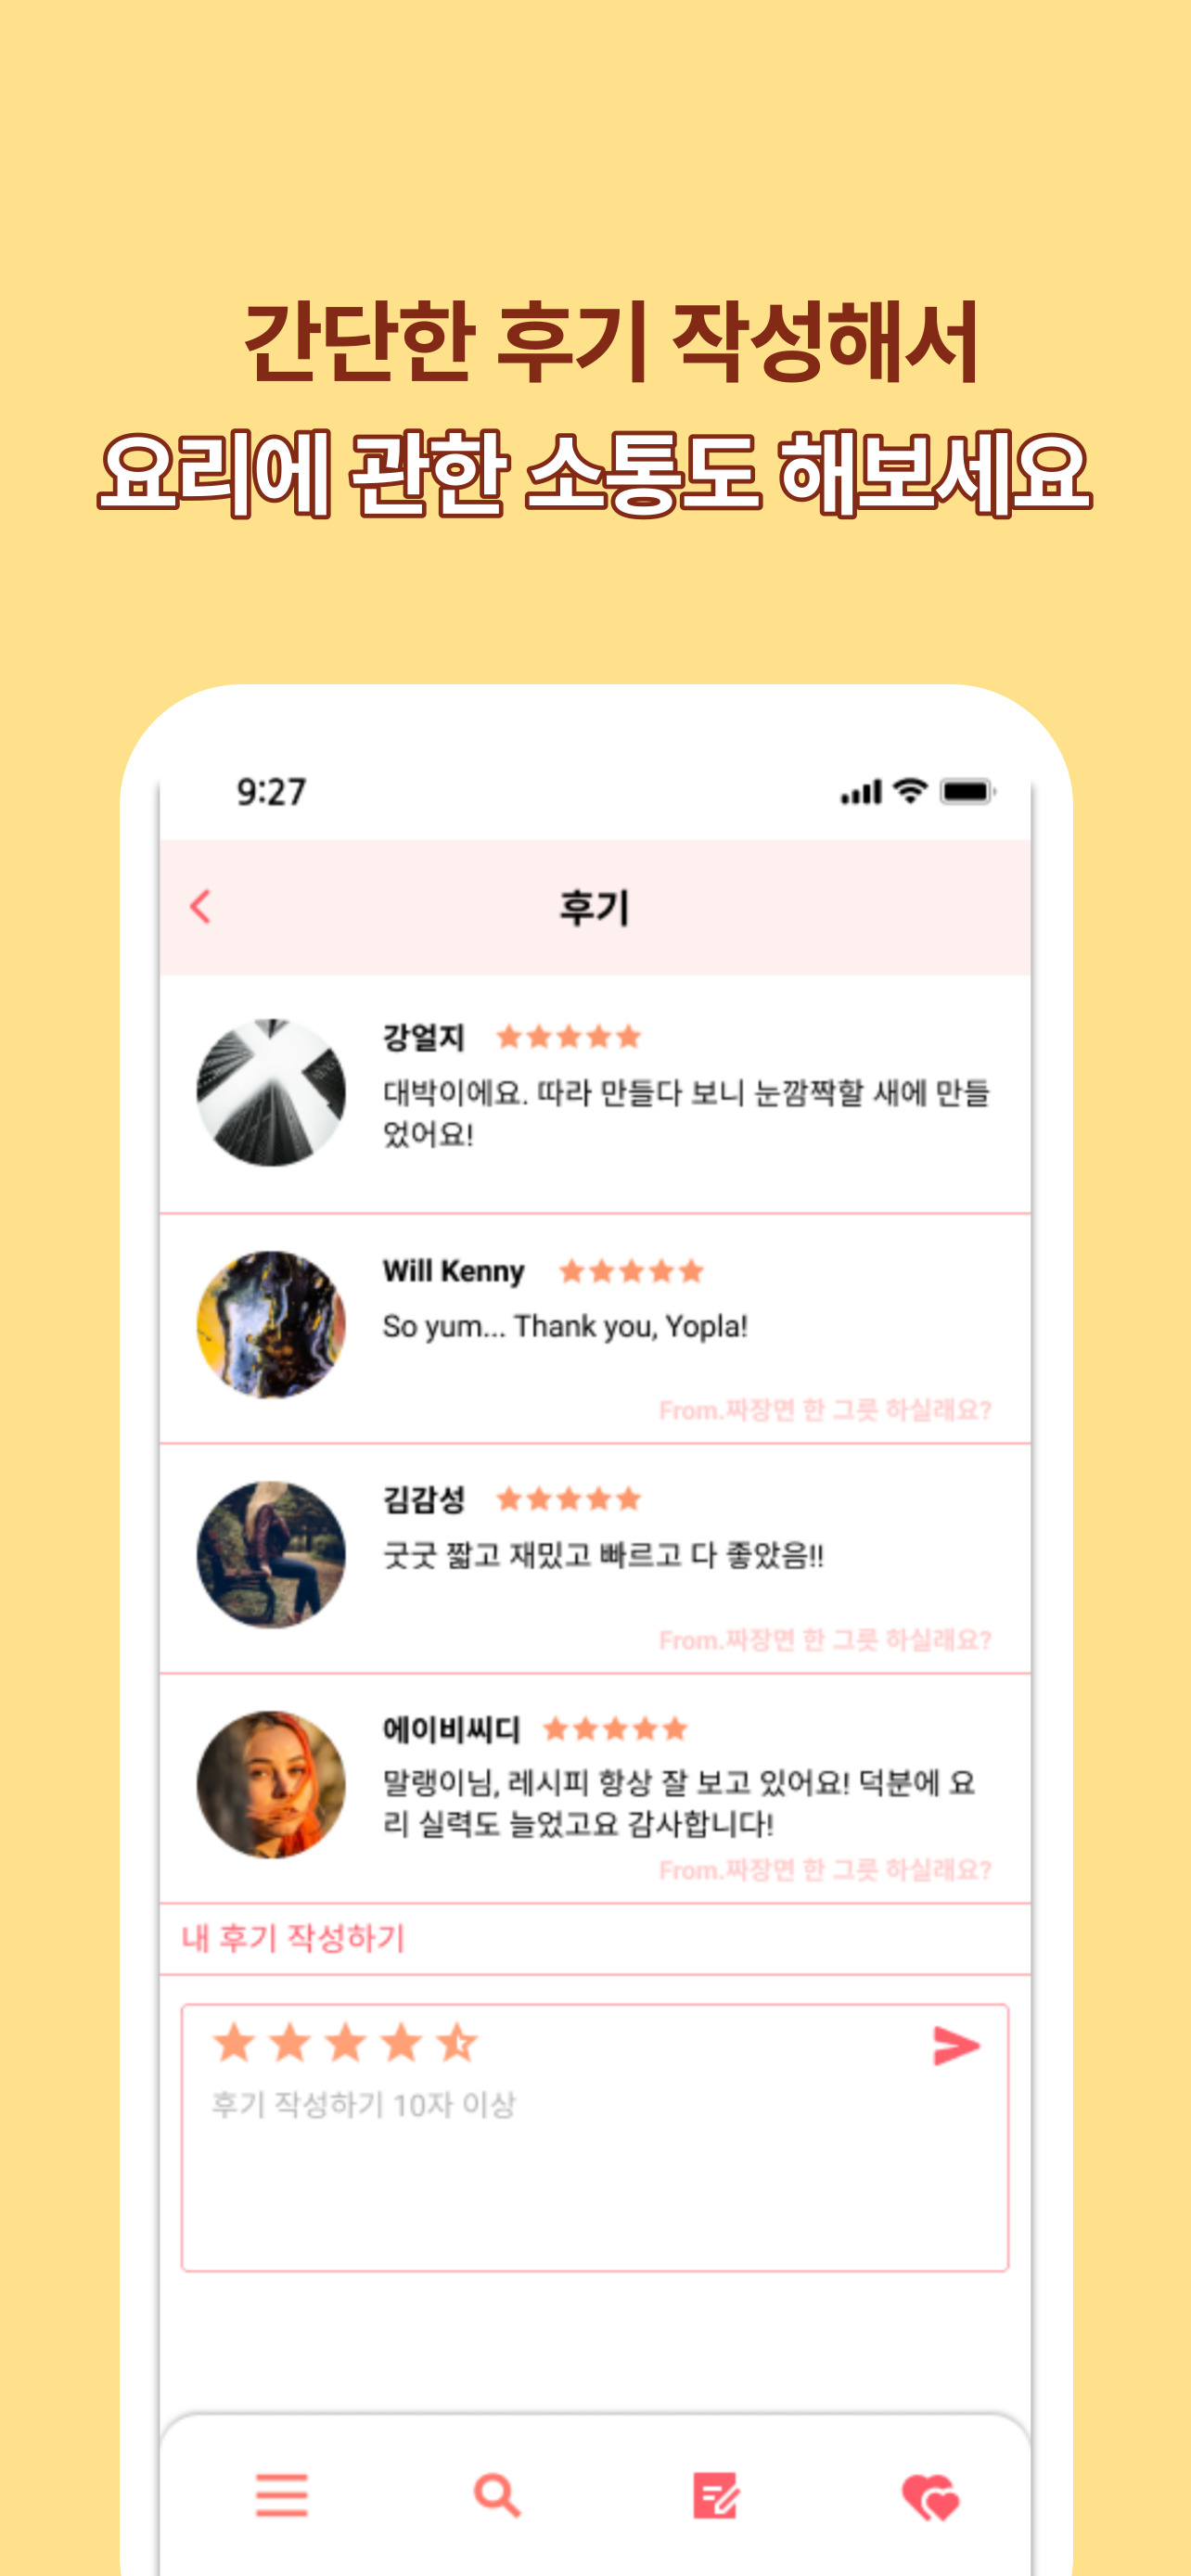 간단한 후기 작성해서
요리에 관한 소통도 해보세요
9:27
후기
강얼지
대박이에요. 따라 만들다 보니 눈깜짝할 새에 만들
었어요!
Will Kenny
So yum... Thank you, Yopla!
From.짜장면 한 그릇 하실래요?
김감성
굿굿 짧고 재밌고 빠르고 다 좋았음!!
From.짜장면 한 그릇 하실래요?
에이비씨디
말랭이님, 레시피 항상 잘 보고 있어요! 덕분에 요
리 실력도 늘었고요 감사합니다!
From.짜장면 한 그릇 하실래요?
내 후기 작성하기
후기 작성하기 10자 이상